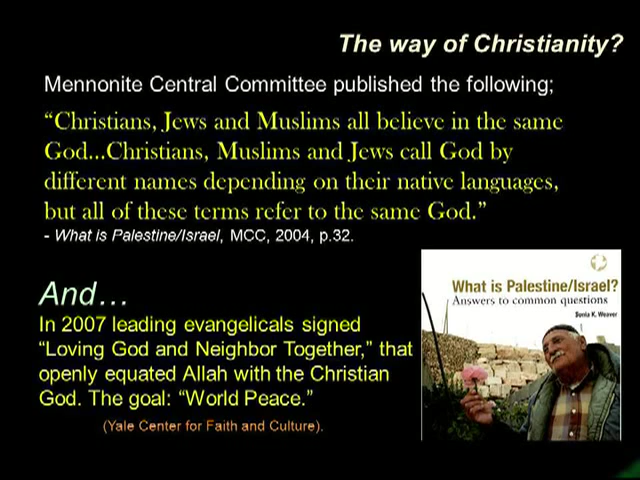 The way of Christianity?
Mennonite Central Committee published the following;
“Christians, Jews and Muslims all believe in the same
God...Christians, Muslims and Jews call God by
different names depending on their native languages,
but all of these terms refer to the same God.”
- What is Palestine/Israel, MCC, 2004, p.32.
And…
In 2007 leading evangelicals signed
“Loving God and Neighbor Together,” that
openly equated Allah with the Christian
God. The goal: “World Peace.”
(Yale Center for Faith and Culture).
What is Palestine/Israel?
Answers to common questions
Sonia K. Weaver